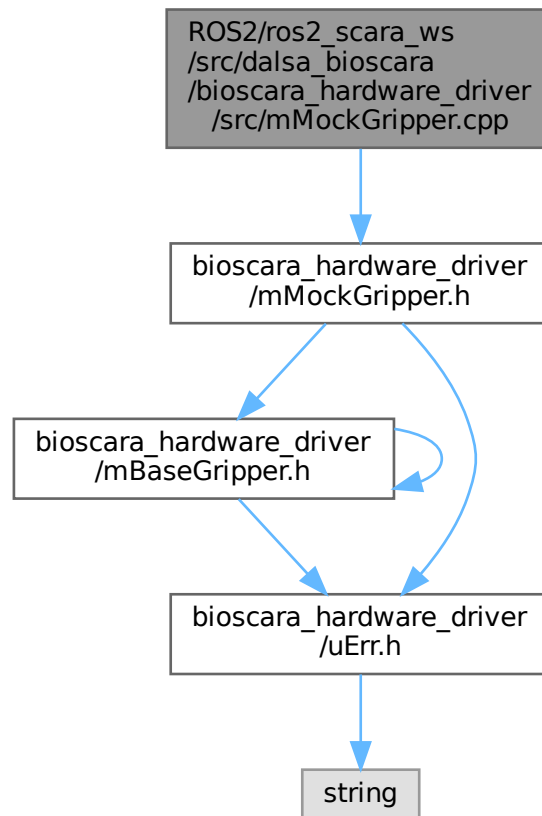 ROS2/ros2_scara_ws
/src/dalsa_bioscara
/bioscara_hardware_driver
/src/mMockGripper.cpp
bioscara_hardware_driver
/mMockGripper.h
bioscara_hardware_driver
/mBaseGripper.h
bioscara_hardware_driver
/uErr.h
string